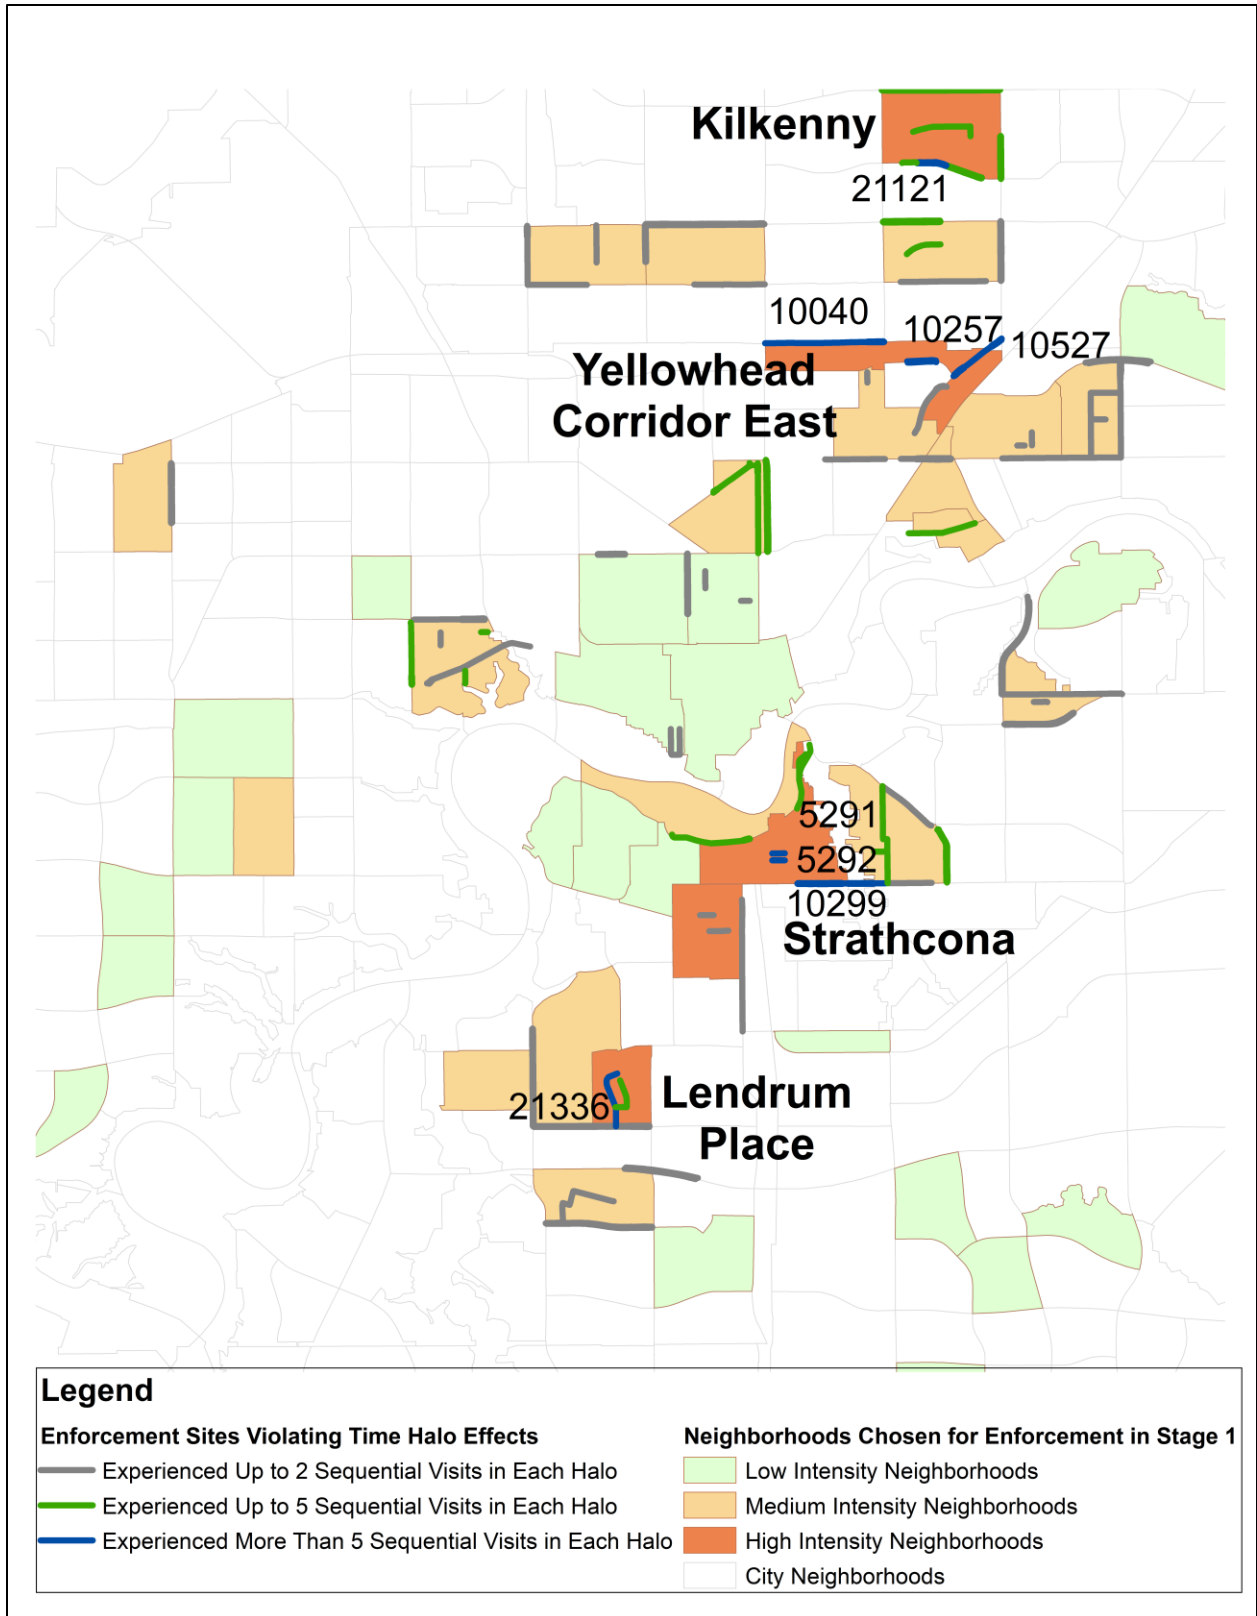 Kilkenny
21121
10040
10257
10527
Yellowhead
Corridor East
5291
5292
10299
Strathcona
Lendrum
Place
21336
Legend
Enforcement Sites Violating Time Halo Effects
Experienced Up to 2 Sequential Visits in Each Halo
Experienced Up to 5 Sequential Visits in Each Halo
Experienced More Than 5 Sequential Visits in Each Halo
Neighborhoods Chosen for Enforcement in Stage 1
Low Intensity Neighborhoods
Medium Intensity Neighborhoods
High Intensity Neighborhoods
City Neighborhoods